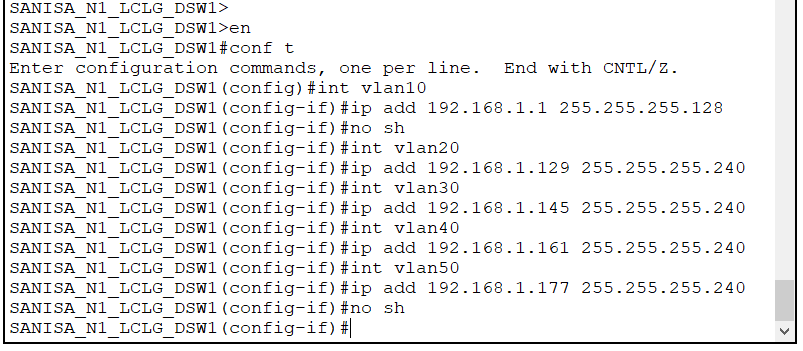 SANISA_N1_LCLG_DSW1>
SANISA_N1_LCLG_DSW1>en
SANISA_N1_LCLG_DSW1#conf t
Enter configuration commands, one per line.  End with CNTL/Z.
SANISA_N1_LCLG_DSW1(config)#int vlan10
SANISA_N1_LCLG_DSW1(config-if)#ip add 192.168.1.1 255.255.255.128
SANISA_N1_LCLG_DSW1(config-if)#no sh
SANISA_N1_LCLG_DSW1(config-if)#int vlan20
SANISA_N1_LCLG_DSW1(config-if)#ip add 192.168.1.129 255.255.255.240
SANISA_N1_LCLG_DSW1(config-if)#int vlan30
SANISA_N1_LCLG_DSW1(config-if)#ip add 192.168.1.145 255.255.255.240
SANISA_N1_LCLG_DSW1(config-if)#int vlan40
SANISA_N1_LCLG_DSW1(config-if)#ip add 192.168.1.161 255.255.255.240
SANISA_N1_LCLG_DSW1(config-if)#int vlan50
SANISA_N1_LCLG_DSW1(config-if)#ip add 192.168.1.177 255.255.255.240
SANISA_N1_LCLG_DSW1(config-if)#no sh
SANISA_N1_LCLG_DSW1(config-if)#